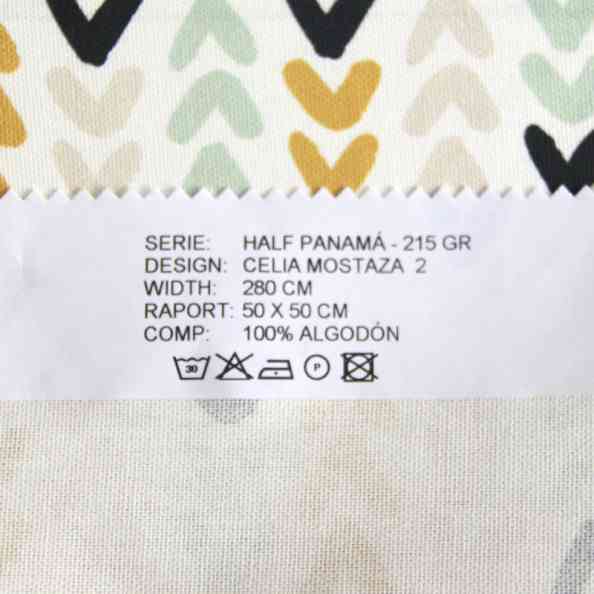 SERIE: HALF PANAMÁ - 215 GR
DESIGN: CELIA MOSTAZA 2
WIDTH: 280 CM
RAPORT: 50 X 50 CM
COMP: 100% ALGODÓN
30 P